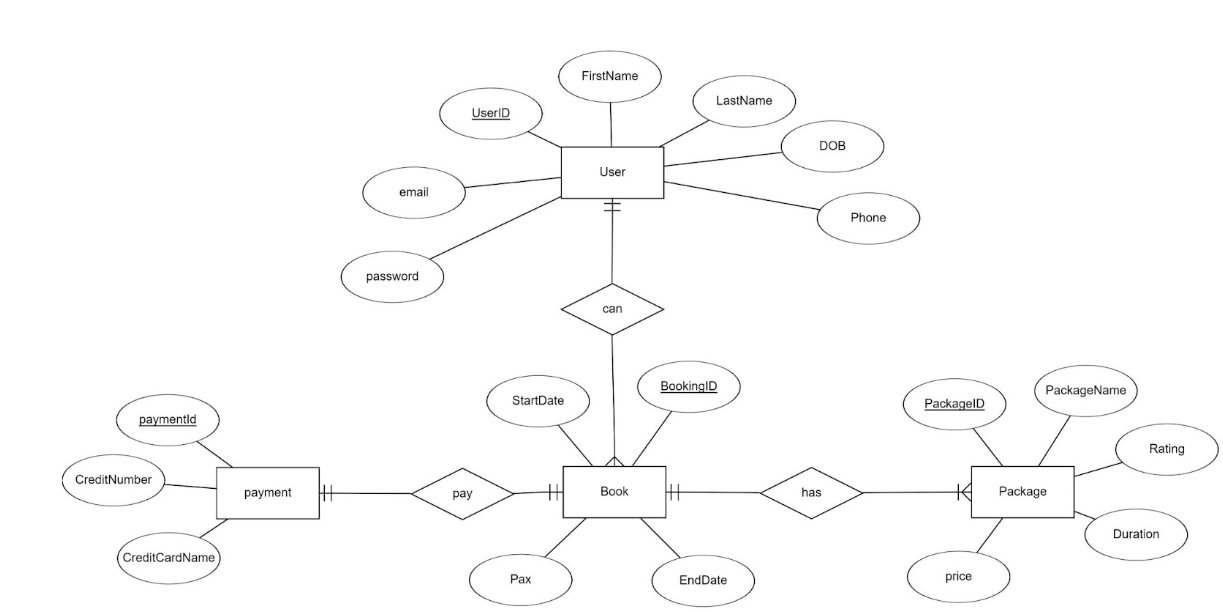 FirstName
LastName
UserID
DOB
User
email
Phone
password
can
BookingID
PackageName
StartDate
PackageID
paymentId
Rating
CreditNumber
payment
pay
Book
has
Package
Duration
CreditCardName
price
Pax
EndDate